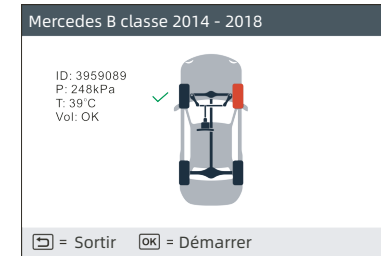 Mercedes B classe 2014 - 2018
ID: 3959089
P: 248kPa
T: 39°C
Vol: OK
= Sortir OK = Démarrer